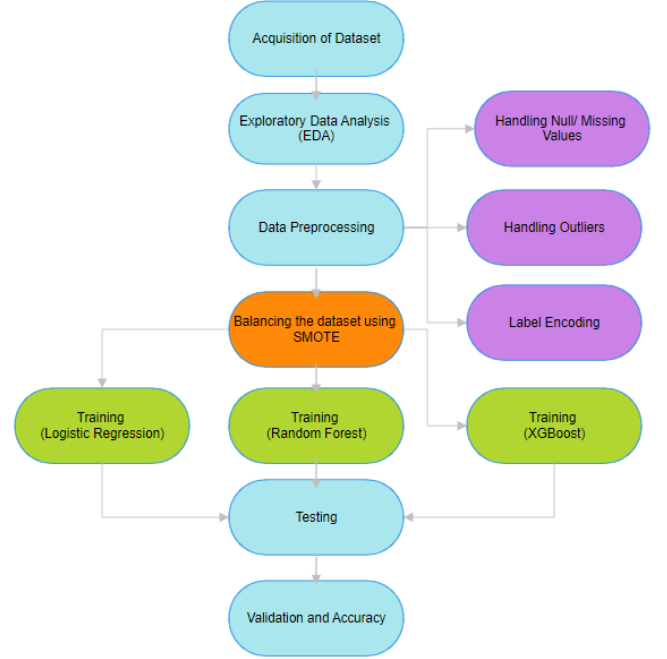 Acquisition of Dataset
Exploratory Data Analysis
(EDA)
Handling Null/ Missing
Values
Data Preprocessing
Handling Outliers
Label Encoding
Balancing the dataset using
SMOTE
Training
(Logistic Regression)
Training
(Random Forest)
Training
(XGBoost)
Testing
Validation and Accuracy